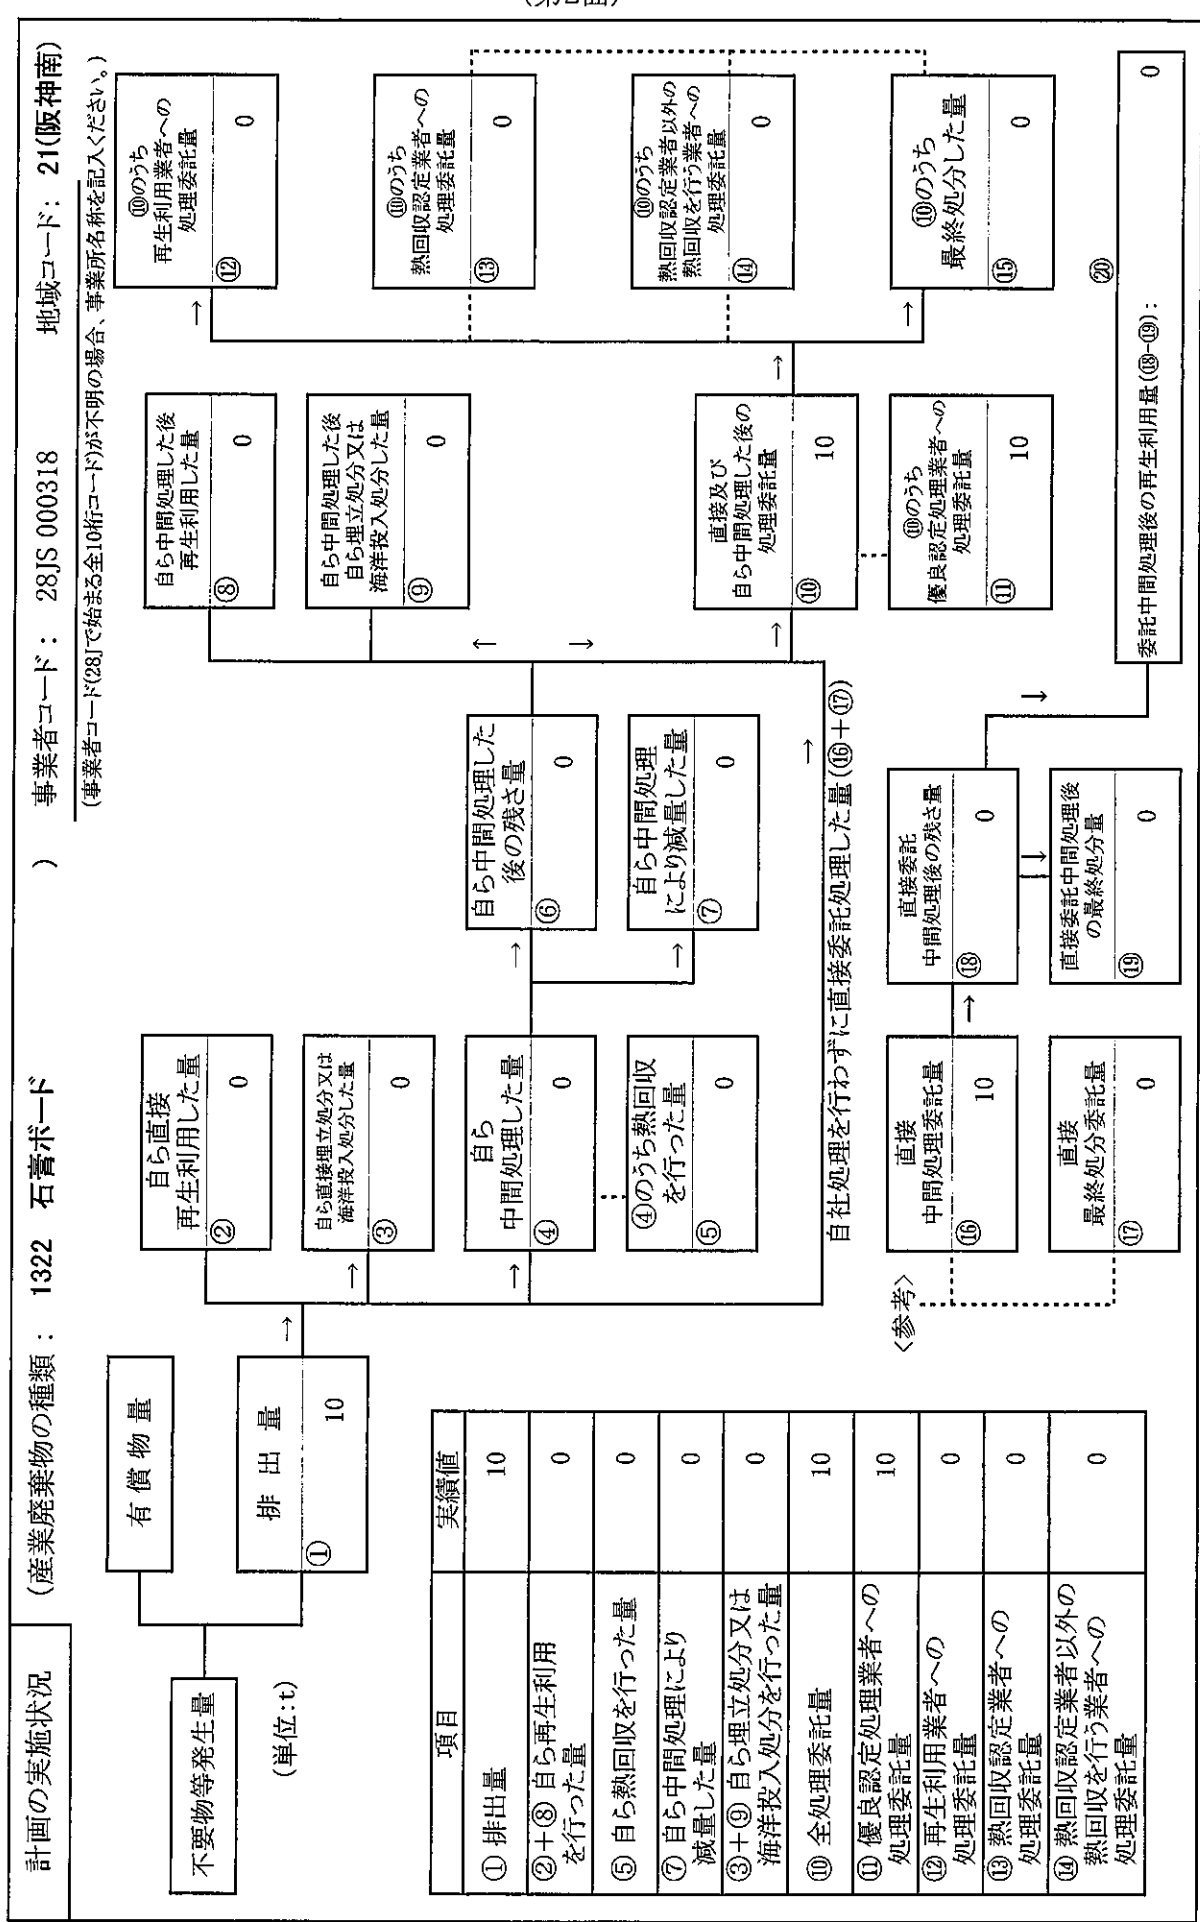 (第2面)
計画の実施状況
(産業廃棄物の種類： 1322 石膏ボード )
事業者コード： 28JS 000318
地域コード： 21(阪神南)
(事業者コード(28J)で始まる全10桁コード)が不明の場合、事業所名称を記入ください。)
不要物等発生量
(単位:t)
有償物量
排出量
① 10
自ら直接
再生利用した量
② 0
自ら直接埋立処分又は
海洋投入処分した量
③ 0
自ら
中間処理した量
④ 0
④のうち熱回収
を行った量
⑤ 0
自ら中間処理した
後の残さ量
⑥ 0
自ら中間処理
により減量した量
⑦ 0
自ら中間処理した後
再生利用した量
⑧ 0
自ら中間処理した後
自ら埋立処分又は
海洋投入処分した量
⑨ 0
直接及び
自ら中間処理した後の
処理委託量
⑩ 10
⑩のうち
優良認定処理業者への
処理委託量
⑪ 10
⑩のうち
再生利用業者への
処理委託量
⑫ 0
⑩のうち
熱回収認定業者への
処理委託量
⑬ 0
⑩のうち
熱回収認定業者以外の
熱回収を行う業者への
処理委託量
⑭ 0
⑩のうち
最終処分した量
⑮ 0
自社処理を行わずに直接委託処理した量(⑯+⑰)
<参考>
直接
中間処理委託量
⑯ 10
直接
最終処分委託量
⑰ 0
直接委託
中間処理後の残さ量
⑱ 0
直接委託中間処理後
の最終処分量
⑲ 0
⑳
委託中間処理後の再生利用量(⑱-⑲)： 0
項目 実績値
①排出量 10
②+⑧ 自ら再生利用
を行った量 0
⑤ 自ら熱回収を行った量 0
⑦ 自ら中間処理により
減量した量 0
③+⑨ 自ら埋立処分又は
海洋投入処分を行った量 0
⑩ 全処理委託量 10
⑪ 優良認定処理業者への
処理委託量 10
⑫ 再生利用業者への
処理委託量 0
⑬ 熱回収認定業者への
処理委託量 0
⑭ 熱回収認定業者以外の
熱回収を行う業者への
処理委託量 0